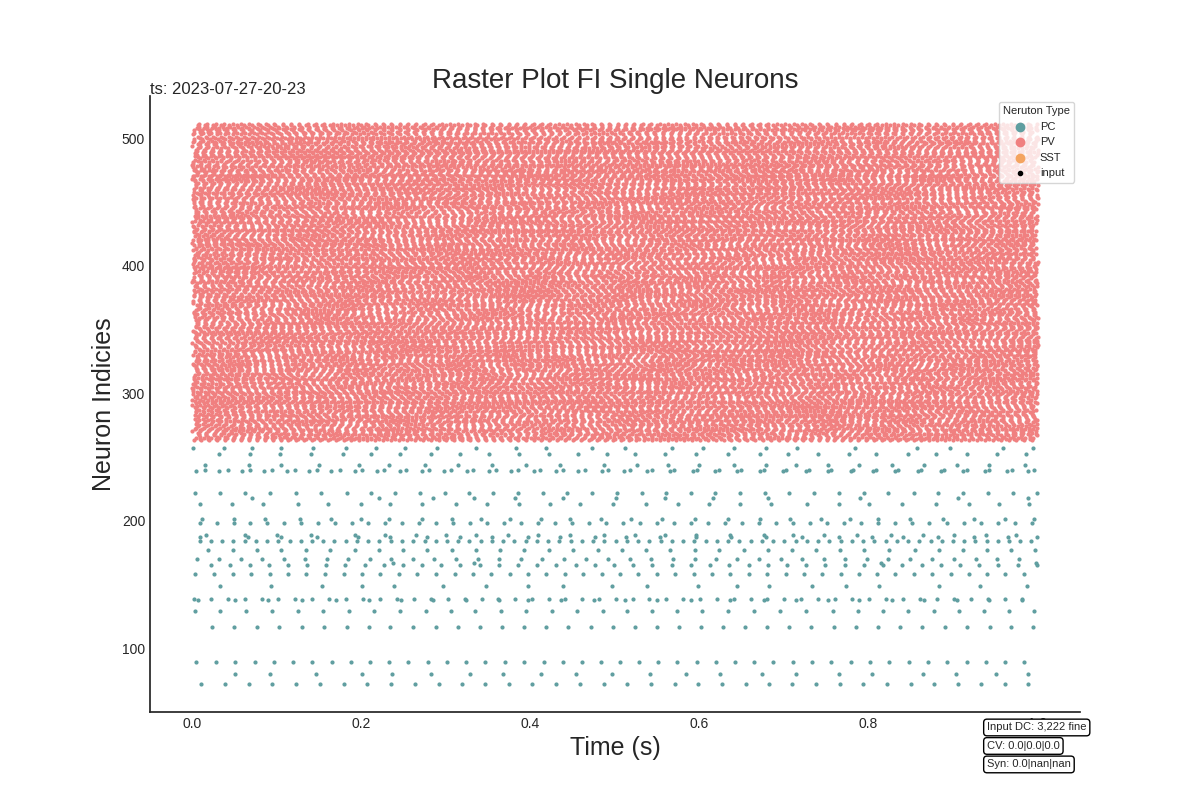 Raster Plot FI Single Neurons
ts: 2023-07-27-20-23
Neruton Type
PC
PV
SST
input
500
400
300
200
100
Neuron Indicies
0.0
0.2
0.4
0.6
0.8
Time (s)
Input DC: 3,222 fine
CV: 0.0|0.0|0.0
Syn: 0.0|nan|nan